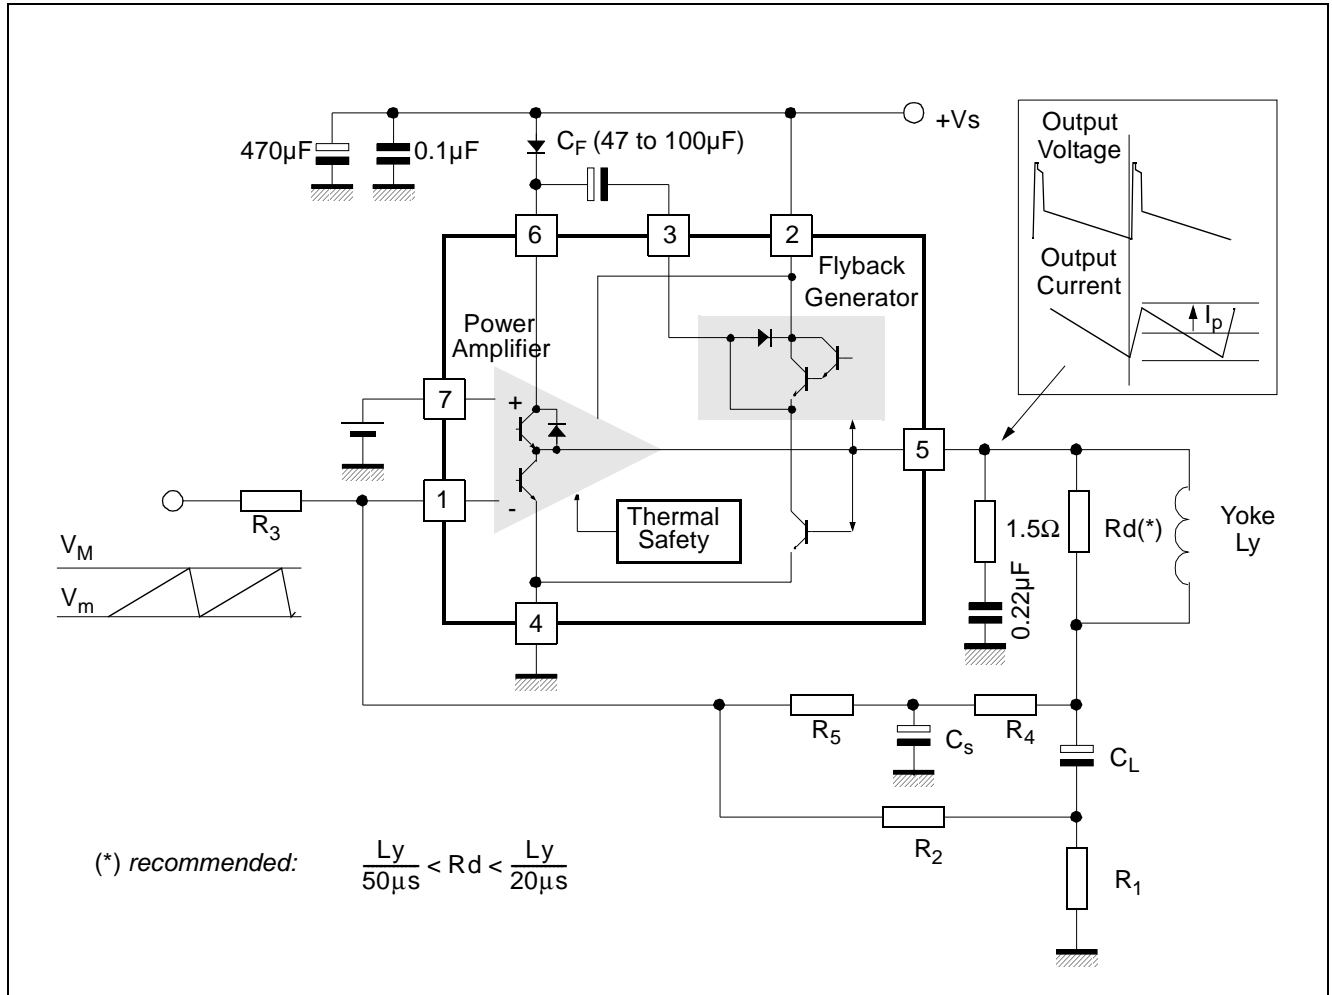 +Vs
470µF
0.1µF
C_F (47 to 100µF)
6
3
2
Output
Voltage
Output
Current
I_p
Flyback
Generator
Power
Amplifier
7
+
1
-
5
R_3
V_M
V_m
Thermal
Safety
4
1.5Ω
0.22µF
Rd(*)
Yoke
Ly
R_5
C_s
R_4
C_L
R_2
R_1
(*) recommended: Ly/50µs < Rd < Ly/20µs